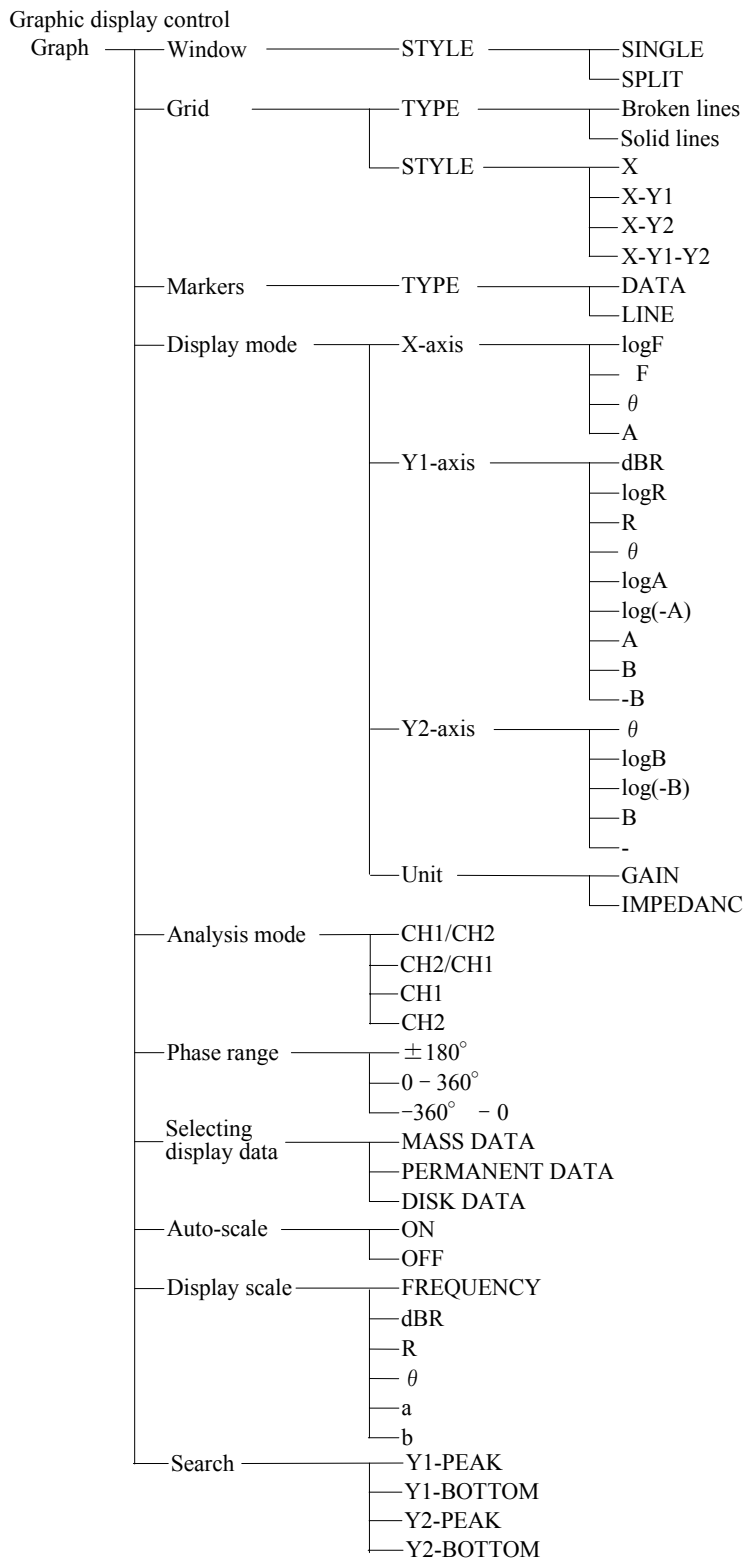 Graphic display control
Graph Window STYLE SINGLE
SPLIT
Grid TYPE Broken lines
Solid lines
STYLE X
X-Y1
X-Y2
X-Y1-Y2
Markers TYPE DATA
LINE
Display mode X-axis logF
F
θ
A
Y1-axis dBR
logR
R
θ
logA
log(-A)
A
B
-B
Y2-axis θ
logB
log(-B)
B
-
Unit GAIN
IMPEDANC
Analysis mode CH1/CH2
CH2/CH1
CH1
CH2
Phase range ±180°
0 − 360°
−360° − 0
Selecting
display data MASS DATA
PERMANENT DATA
DISK DATA
Auto-scale ON
OFF
Display scale FREQUENCY
dBR
R
θ
a
b
Search Y1-PEAK
Y1-BOTTOM
Y2-PEAK
Y2-BOTTOM